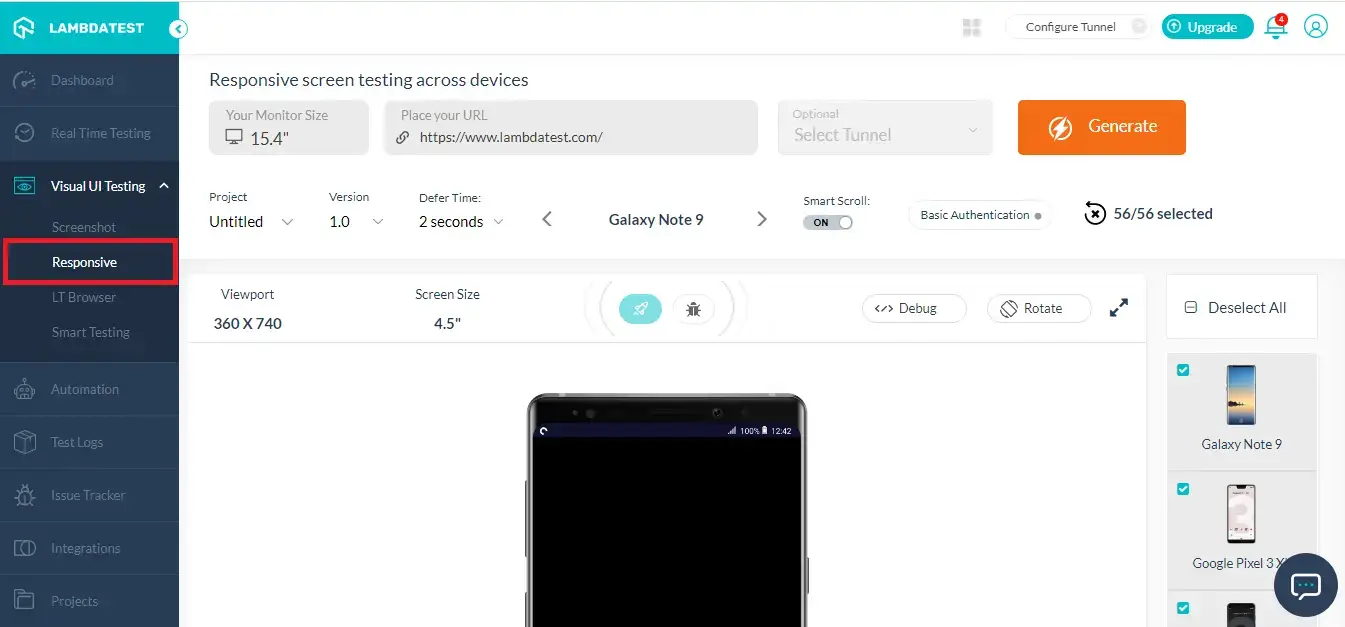 LAMBDATEST
Configure Tunnel
Upgrade
4
Dashboard
Real Time Testing
Visual UI Testing
Screenshot
Responsive
LT Browser
Smart Testing
Automation
Test Logs
Issue Tracker
Integrations
Projects
Responsive screen testing across devices
Your Monitor Size
15.4"
Place your URL
https://www.lambdatest.com/
Optional
Select Tunnel
Generate
Project
Untitled
Version
1.0
Defer Time:
2 seconds
Galaxy Note 9
Smart Scroll:
ON
Basic Authentication
56/56 selected
Viewport
360 X 740
Screen Size
4.5"
Debug
Rotate
100% 12:42
Deselect All
Galaxy Note 9
Google Pixel 3